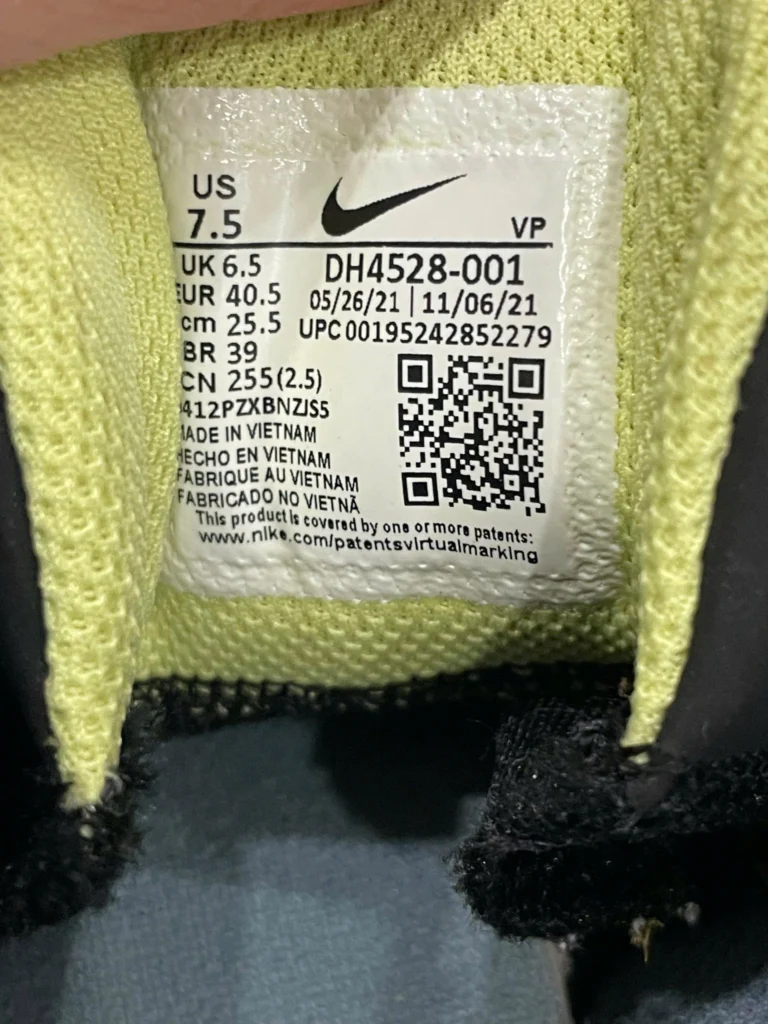 US
7.5
VP
UK 6.5
DH4528-001
EUR 40.5
05/26/21 | 11/06/21
cm 25.5
UPC 00195242852279
BR 39
CN 255(2.5)
412PZXBNZJS5
MADE IN VIETNAM
HECHO EN VIETNAM
FABRIQUE AU VIETNAM
FABRICADO NO VIETNÃ
This product is covered by one or more patents:
www.nike.com/patentsvirtualmarking